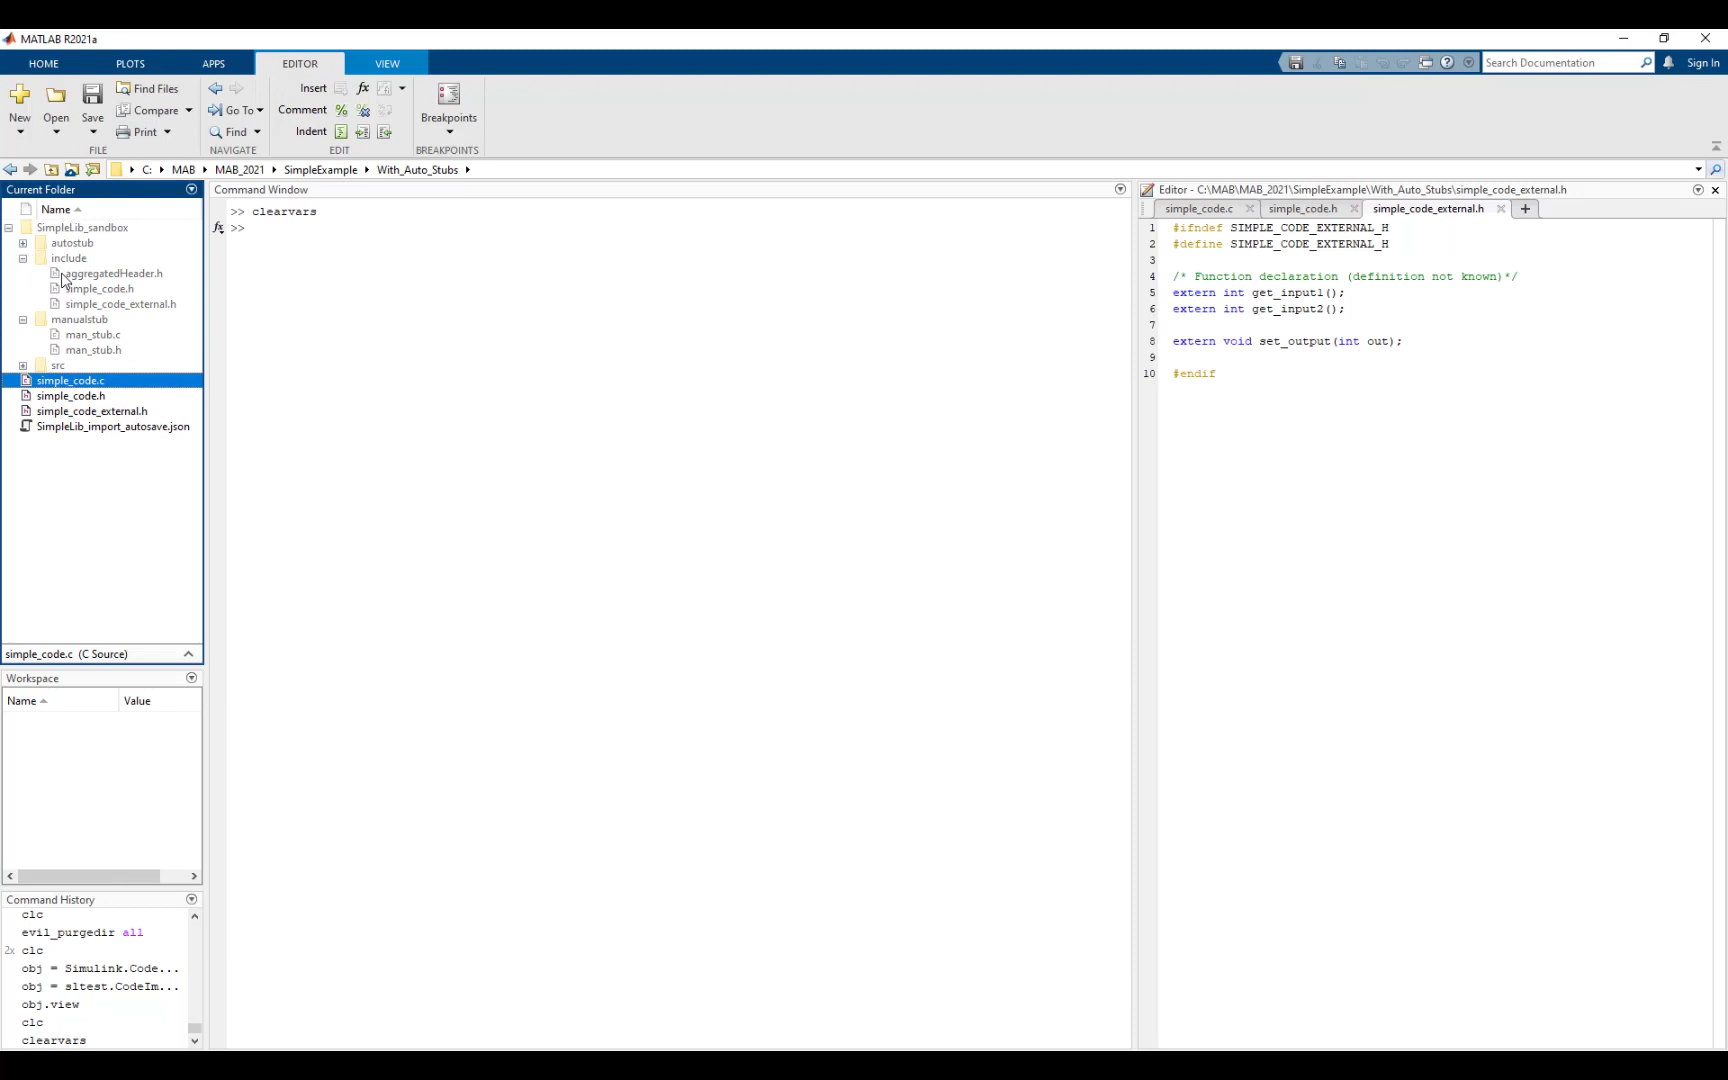 MATLAB R2021a
HOME PLOTS APPS EDITOR VIEW
Search Documentation
Sign In
New Open Save
Find Files
Compare
Print
FILE
Go To
Find
NAVIGATE
Insert fx
Comment
Indent
EDIT
Breakpoints
BREAKPOINTS
C: MAB MAB_2021 SimpleExample With_Auto_Stubs
Current Folder
Name
SimpleLib_sandbox
autostub
include
aggregatedHeader.h
simple_code.h
simple_code_external.h
manualstub
man_stub.c
man_stub.h
src
simple_code.c
simple_code.h
simple_code_external.h
SimpleLib_import_autosave.json
simple_code.c (C Source)
Workspace
Name Value
Command History
clc
evil_purgedir all
2x clc
obj = Simulink.Code...
obj = sltest.CodeIm...
obj.view
clc
clearvars
Command Window
>> clearvars
fx >>
Editor - C:\MAB\MAB_2021\SimpleExample\With_Auto_Stubs\simple_code_external.h
simple_code.c simple_code.h simple_code_external.h
1 #ifndef SIMPLE_CODE_EXTERNAL_H
2 #define SIMPLE_CODE_EXTERNAL_H
3
4 /* Function declaration (definition not known)*/
5 extern int get_input1();
6 extern int get_input2();
7
8 extern void set_output(int out);
9
10 #endif